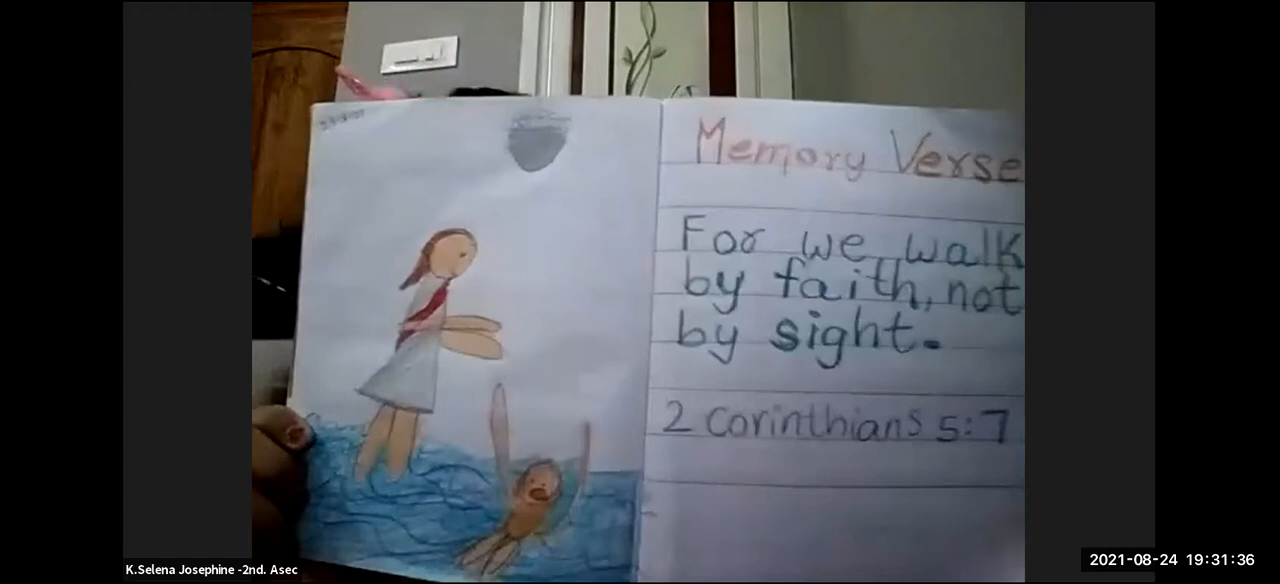 Memory Verse
For we walk
by faith, not
by sight.
2 Corinthians 5:7
K.Selena Josephine -2nd. Asec
2021-08-24 19:31:36